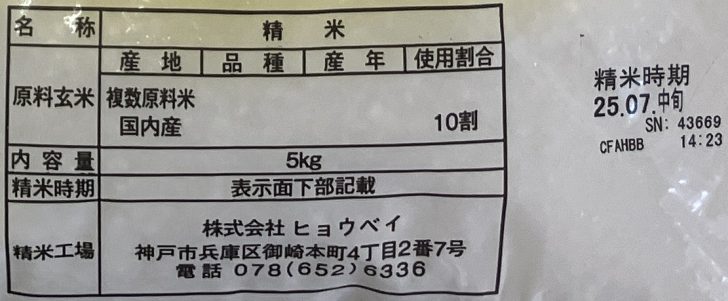 名称 精米
産地 品種 産年 使用割合
原料玄米 複数原料米
国内産 10割
内容量 5kg
精米時期 表示面下部記載
精米工場 株式会社 ヒョウベイ
神戸市兵庫区御崎本町4丁目2番7号
電話 078(652)6336
精米時期
25.07.中旬
SN: 43669
CFAHBB 14:23